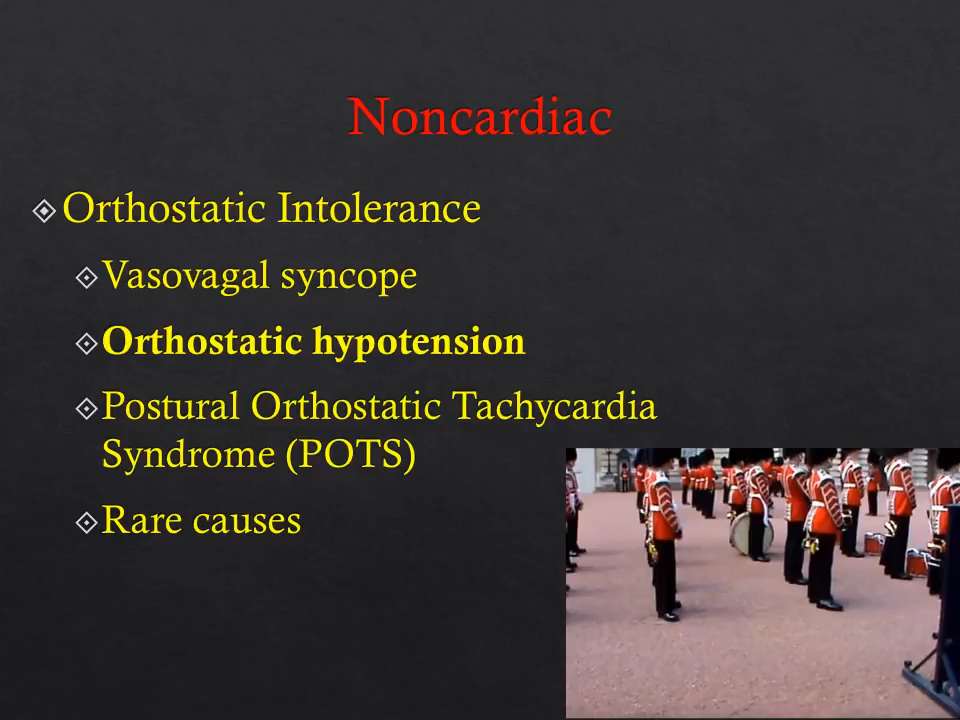 Noncardiac
Orthostatic Intolerance
Vasovagal syncope
Orthostatic hypotension
Postural Orthostatic Tachycardia
Syndrome (POTS)
Rare causes